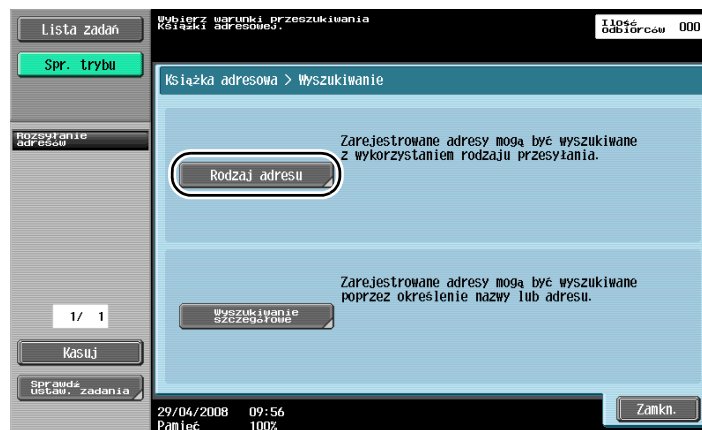 Lista zadań
Wybierz warunki przeszukiwania
Książki adresowej.
Ilość
odbiorców 000
Spr. trybu
Książka adresowa > Wyszukiwanie
Rozsyłanie
adresów
Zarejestrowane adresy mogą być wyszukiwane
z wykorzystaniem rodzaju przesyłania.
Rodzaj adresu
Zarejestrowane adresy mogą być wyszukiwane
poprzez określenie nazwy lub adresu.
Wyszukiwanie
szczegółowe
1/ 1
Kasuj
Sprawdź
ustaw. zadania
29/04/2008 09:56
Pamięć 100%
Zamkn.